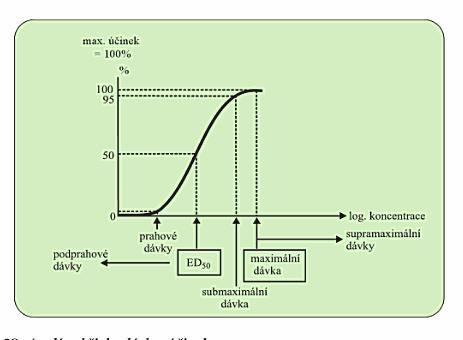 max. účinek
= 100%
%
100
95
50
0
log. koncentrace
prahové
dávky
supramaximální
dávky
podprahové
dávky
ED50
maximální
dávka
submaximální
dávka